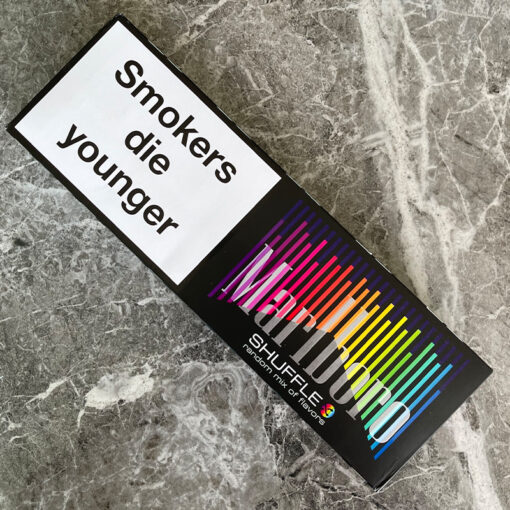 Smokers
die
younger
Marlboro
SHUFFLE
random mix of flavors